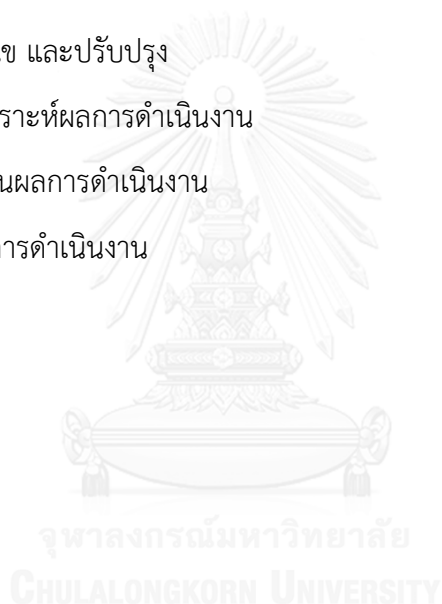 ข และปรับปรุง
ราะห์ผลการดำเนินงาน
นผลการดำเนินงาน
ารดำเนินงาน
จุฬาลงกรณ์มหาวิทยาลัย
CHULALONGKORN UNIVERSITY